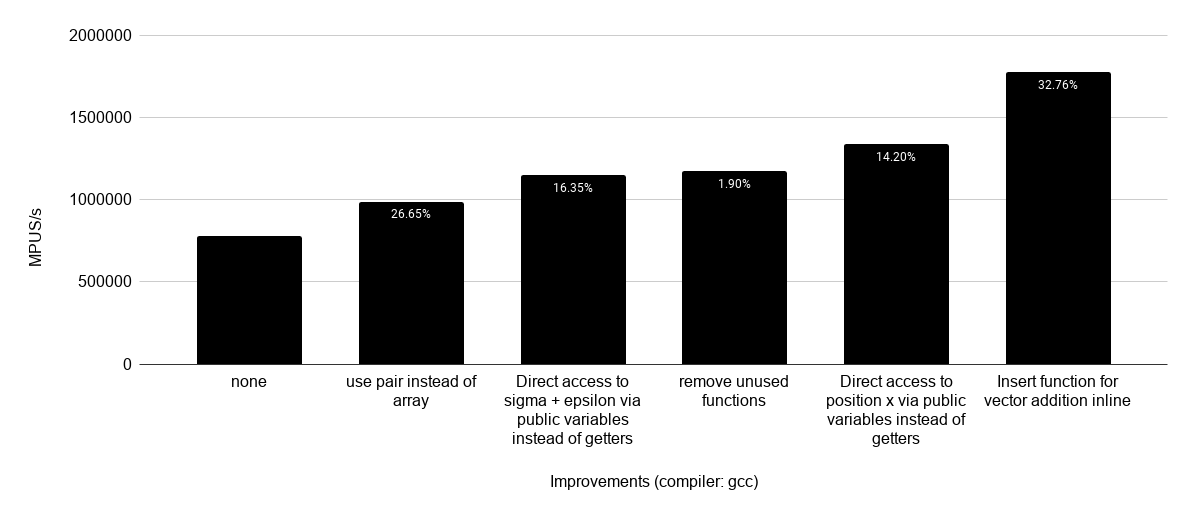 2000000
1500000
1000000
500000
0
MPUS/s
26.65%
16.35%
1.90%
14.20%
32.76%
none
use pair instead of
array
Direct access to
sigma + epsilon via
public variables
instead of getters
remove unused
functions
Direct access to
position x via public
variables instead of
getters
Insert function for
vector addition inline
Improvements (compiler: gcc)